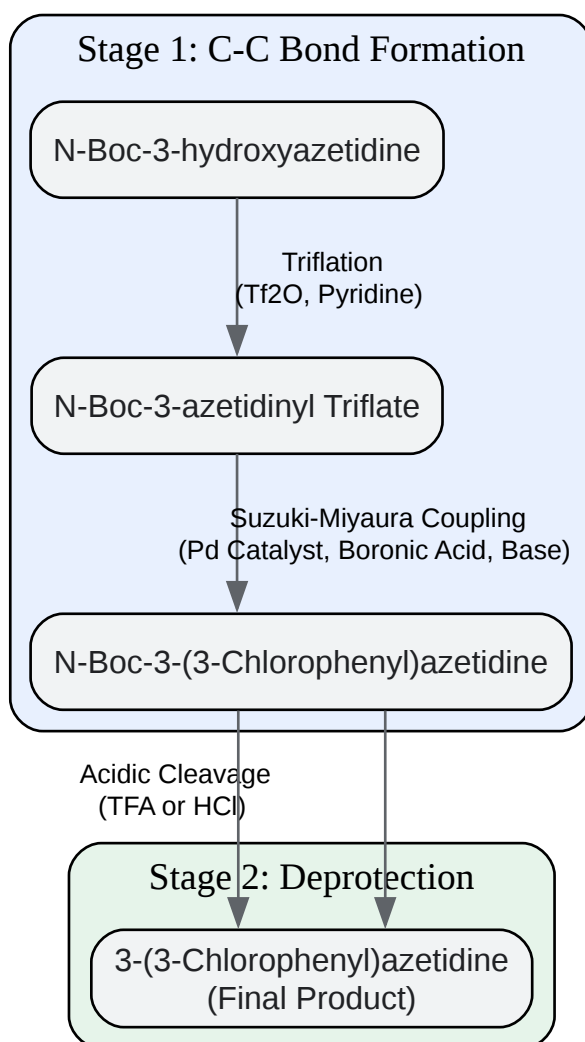 Stage 1: C-C Bond Formation
N-Boc-3-hydroxyazetidine
Triflation
(Tf2O, Pyridine)
N-Boc-3-azetidinyl Triflate
Suzuki-Miyaura Coupling
(Pd Catalyst, Boronic Acid, Base)
N-Boc-3-(3-Chlorophenyl)azetidine
Acidic Cleavage
(TFA or HCl)
Stage 2: Deprotection
3-(3-Chlorophenyl)azetidine
(Final Product)